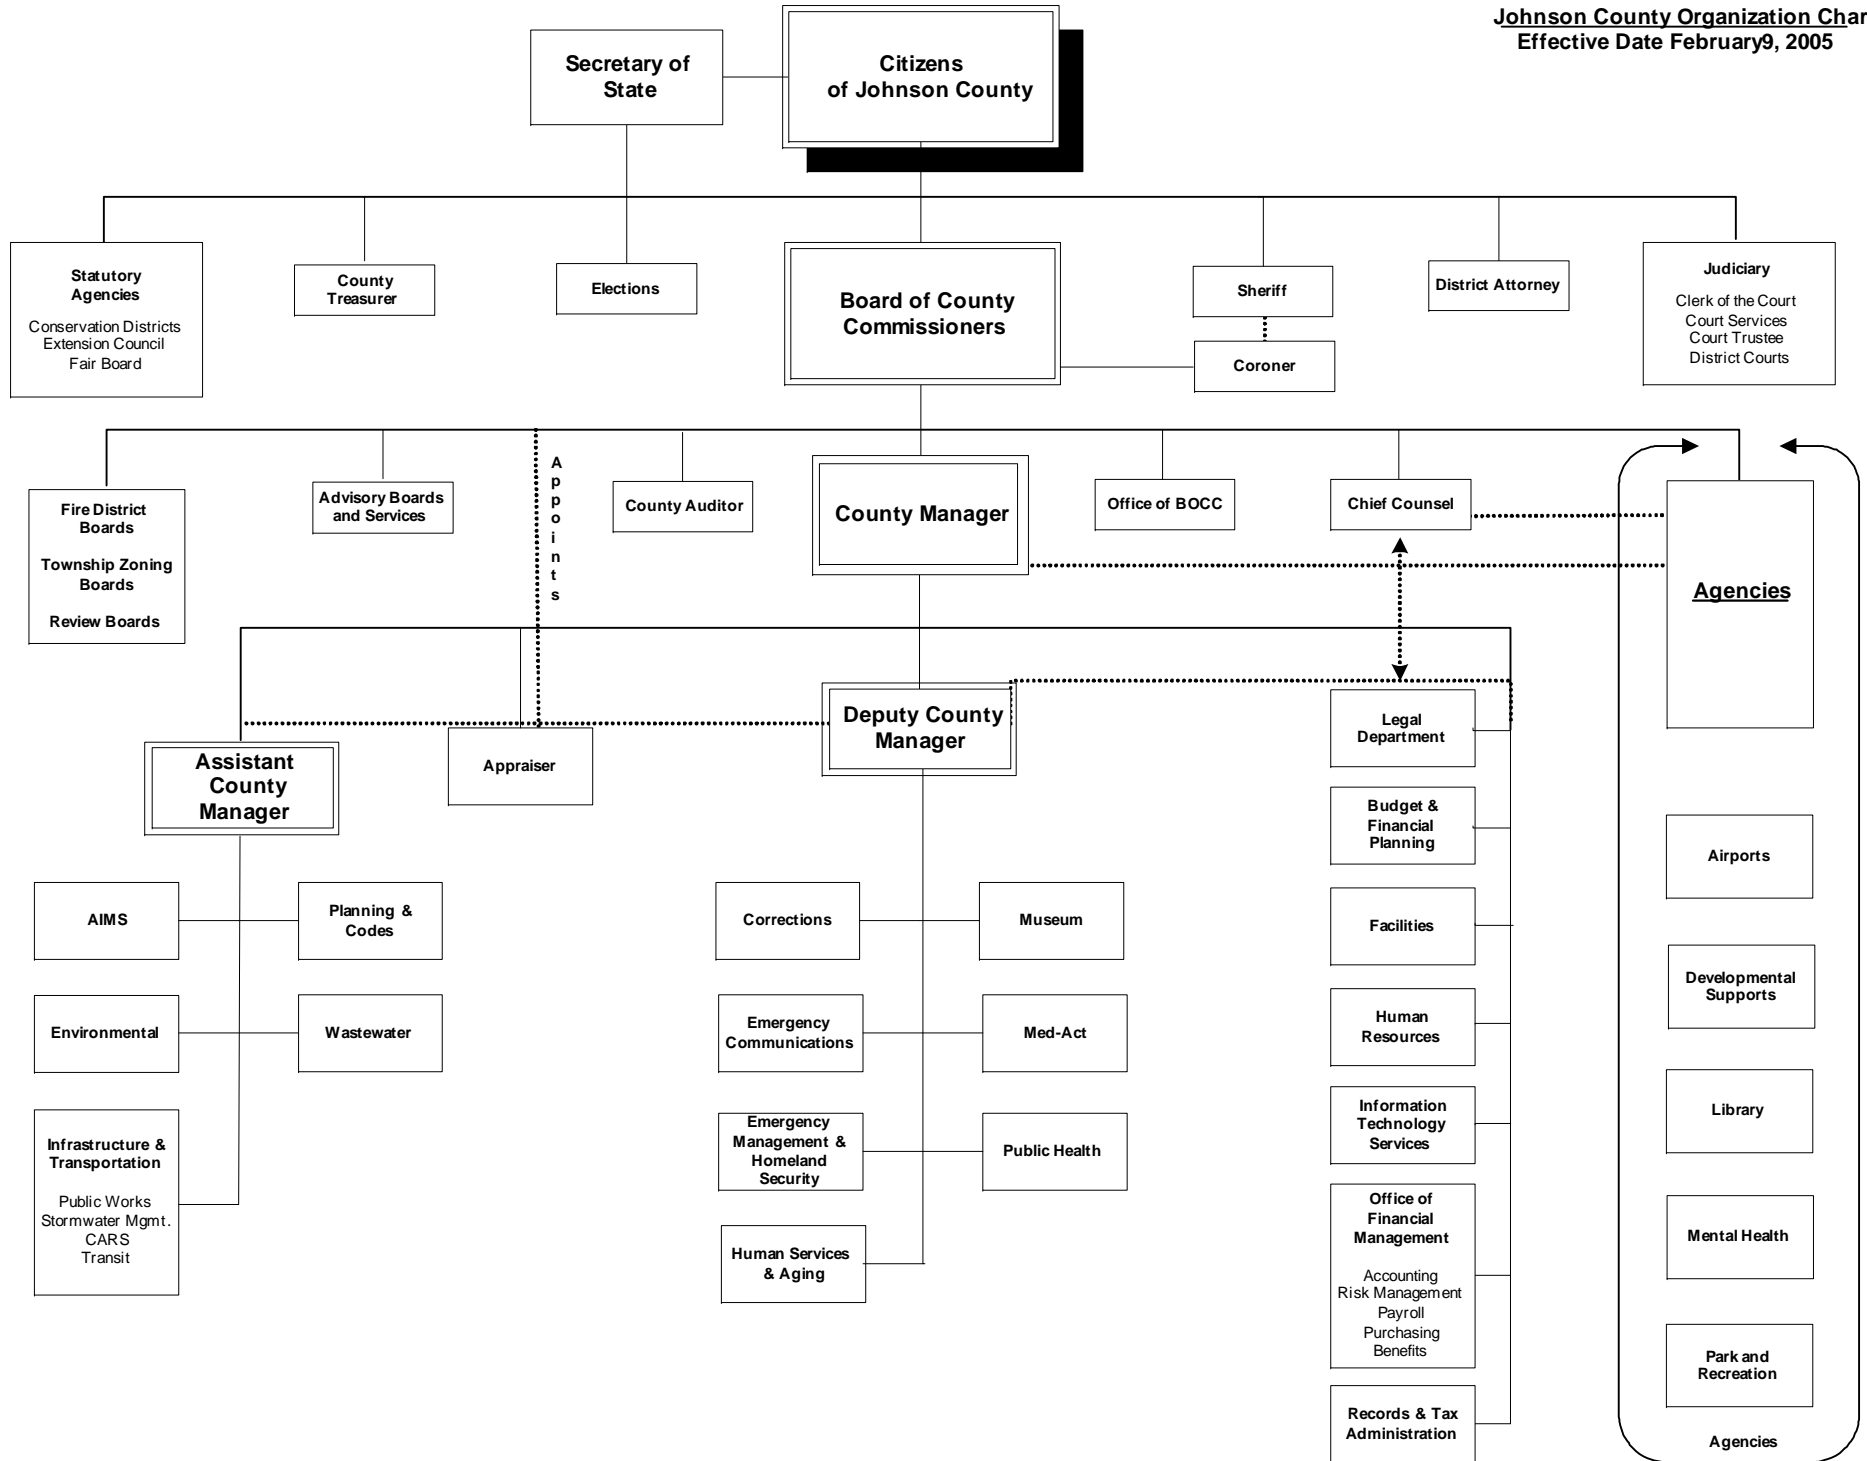 Johnson County Organization Char
Effective Date February9, 2005
Secretary of
State
Citizens
of Johnson County
Statutory
Agencies
Conservation Districts
Extension Council
Fair Board
County
Treasurer
Elections
Board of County
Commissioners
Sheriff
Coroner
District Attorney
Judiciary
Clerk of the Court
Court Services
Court Trustee
District Courts
Fire District
Boards
Township Zoning
Boards
Review Boards
Advisory Boards
and Services
Appoints
County Auditor
County Manager
Office of BOCC
Chief Counsel
Agencies
Assistant
County
Manager
Appraiser
Deputy County
Manager
AIMS
Planning &
Codes
Environmental
Wastewater
Infrastructure &
Transportation
Public Works
Stormwater Mgmt.
CARS
Transit
Corrections
Museum
Emergency
Communications
Med-Act
Emergency
Management &
Homeland
Security
Public Health
Human Services
& Aging
Legal
Department
Budget &
Financial
Planning
Facilities
Human
Resources
Information
Technology
Services
Office of
Financial
Management
Accounting
Risk Management
Payroll
Purchasing
Benefits
Records & Tax
Administration
Airports
Developmental
Supports
Library
Mental Health
Park and
Recreation
Agencies